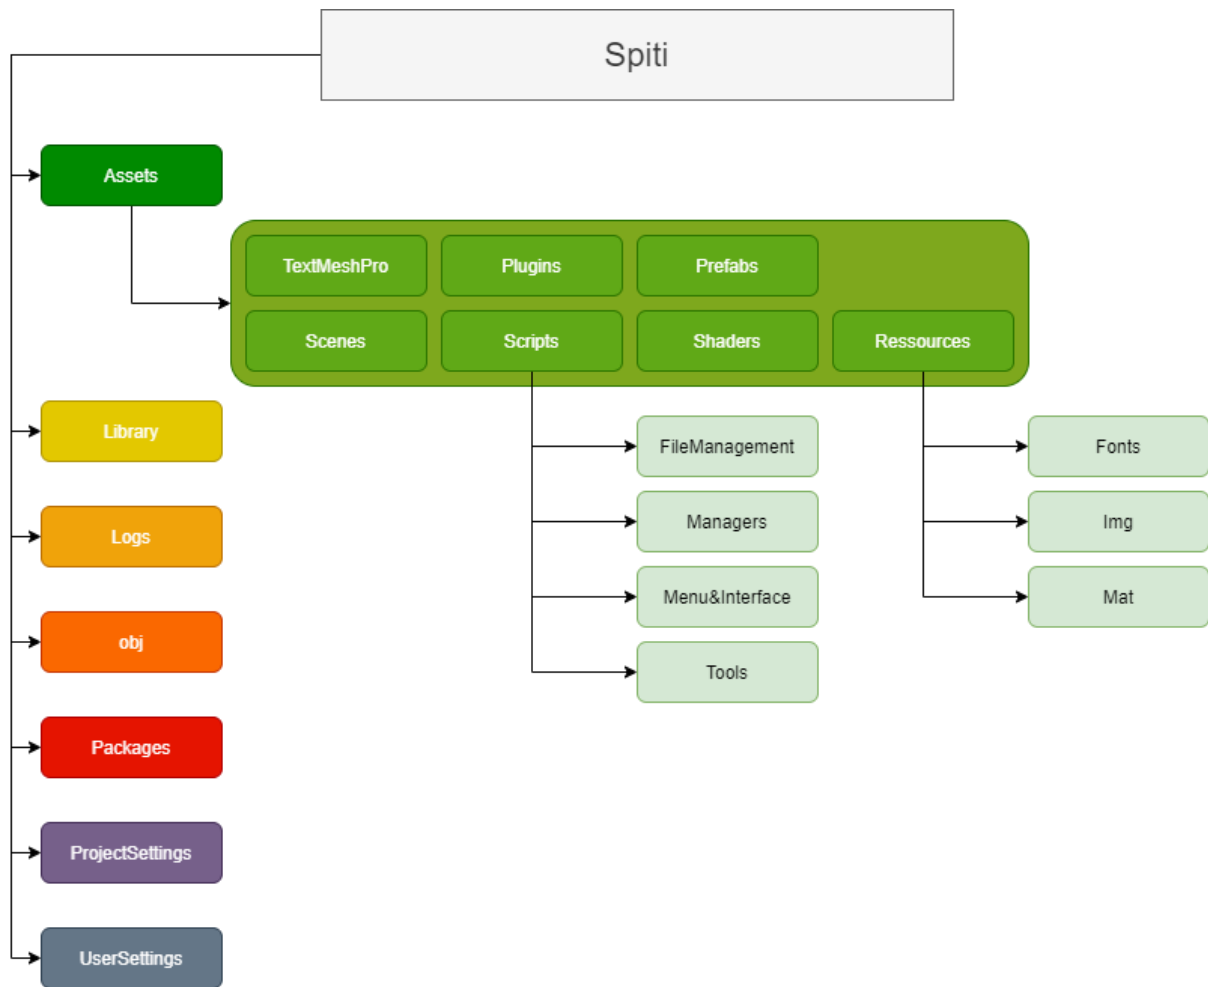 Spiti
Assets
TextMeshPro
Plugins
Prefabs
Scenes
Scripts
Shaders
Ressources
Library
FileManagement
Fonts
Logs
Managers
Img
Menu&Interface
Mat
obj
Tools
Packages
ProjectSettings
UserSettings